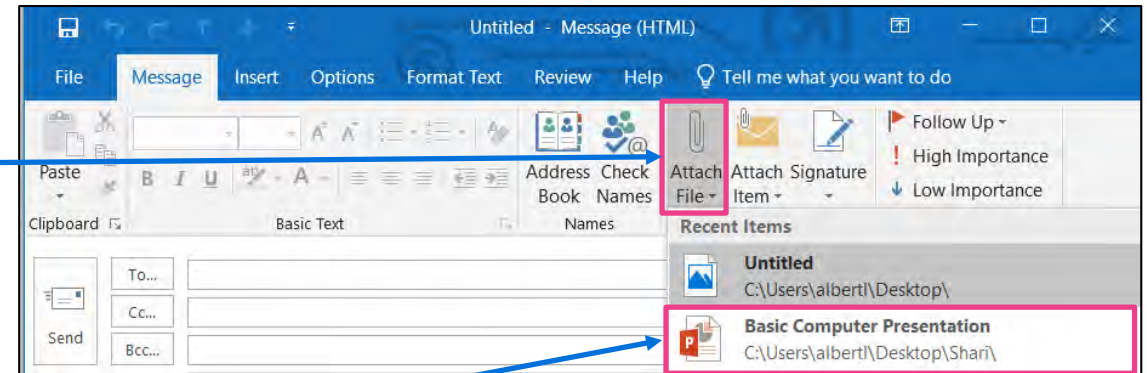 Untitled - Message (HTML)
File Message Insert Options Format Text Review Help Tell me what you want to do
Paste
B I U A
Address Book
Check Names
Attach File
Attach Item
Signature
Follow Up
! High Importance
Low Importance
Clipboard Basic Text Names
Recent Items
To...
Cc...
Bcc...
Send
Untitled
C:\Users\albertl\Desktop\
Basic Computer Presentation
C:\Users\albertl\Desktop\Shari\